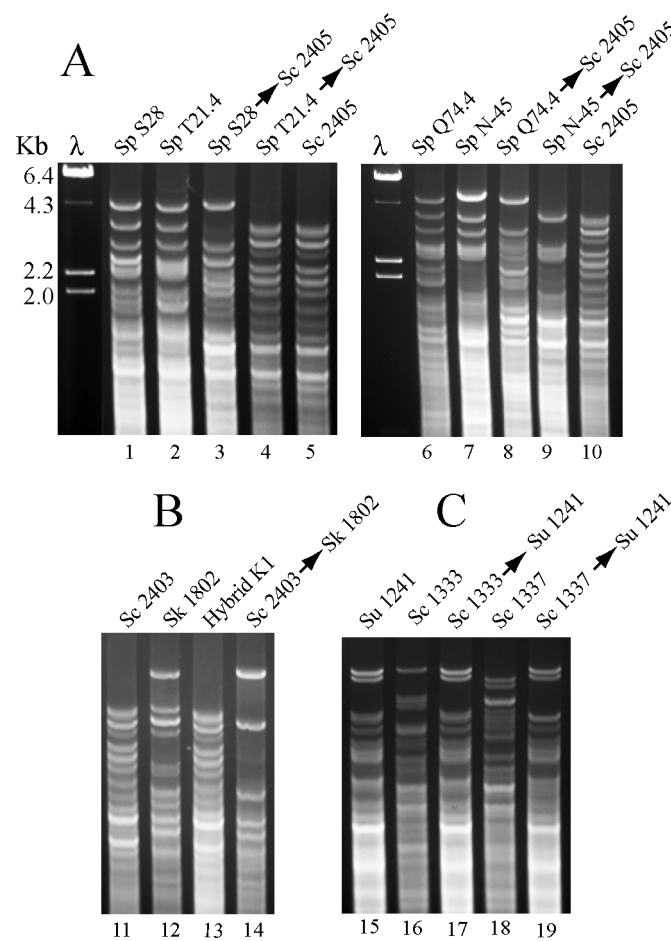 A
Kb
λ
Sp S28
Sp T21.4
Sp S28 → Sc 2405
Sp T21.4 → Sc 2405
Sc 2405
λ
Sp Q74.4
Sp N-45
Sp Q74.4 → Sc 2405
Sp N-45 → Sc 2405
Sc 2405
6.4
4.3
2.2
2.0
1 2 3 4 5
6 7 8 9 10
B
Sc 2403
Sk 1802
Hybrid K1
Sc 2403 → Sk 1802
11 12 13 14
C
Su 1241
Sc 1333
Sc 1333 → Su 1241
Sc 1337
Sc 1337 → Su 1241
15 16 17 18 19